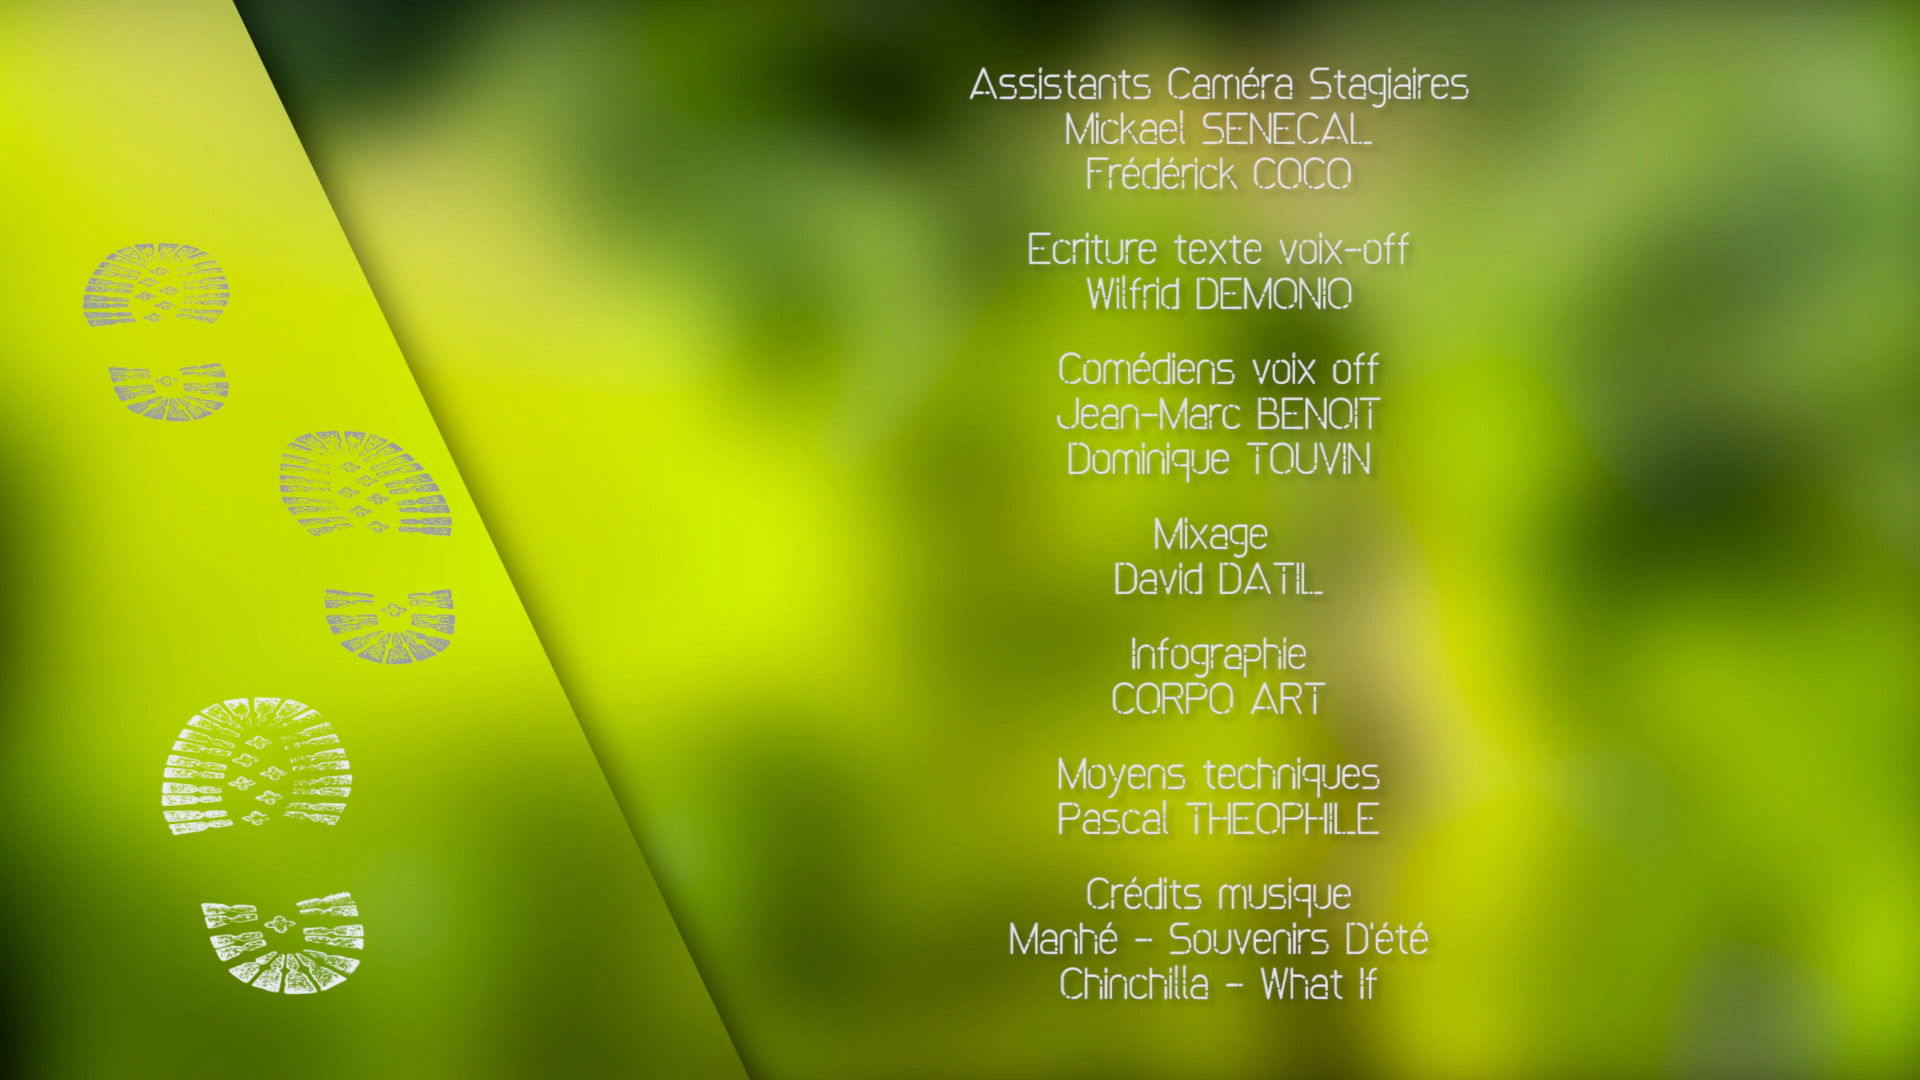 Assistants Caméra Stagiaires
Mickael SENECAL
Frédérick COCO
Ecriture texte voix-off
Wilfrid DEMONIO
Comédiens voix off
Jean-Marc BENOIT
Dominique TOUVIN
Mixage
David DATIL
Infographie
CORPO ART
Moyens techniques
Pascal THEOPHILE
Crédits musique
Manhé - Souvenirs D'été
Chinchilla - What If